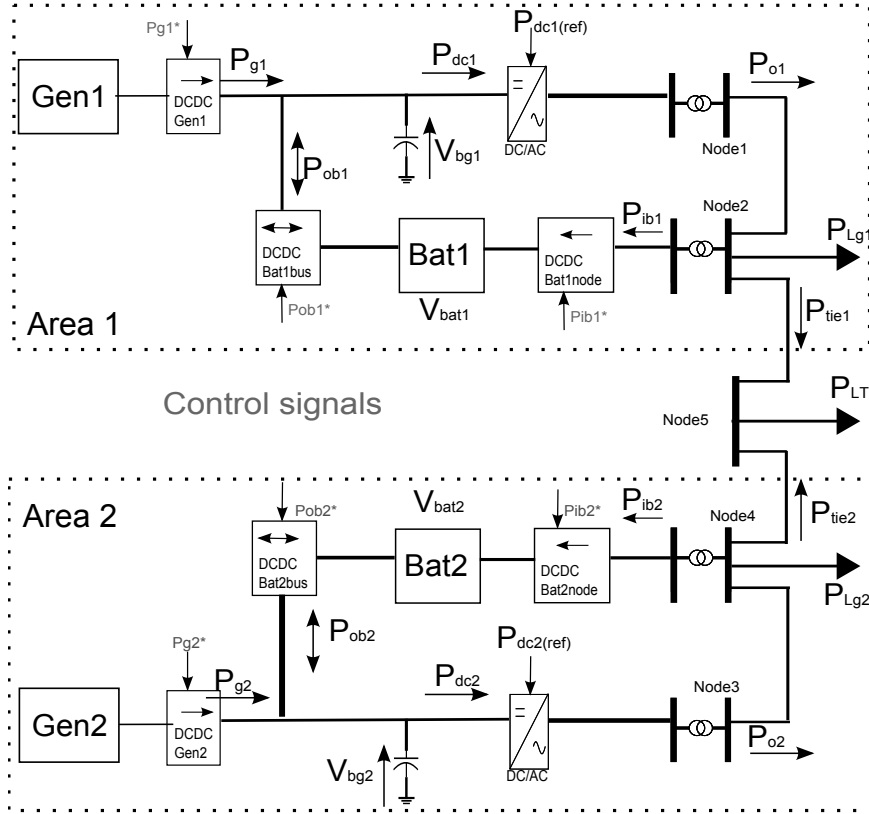 Pg1*
Pg1
Pdc1
Pdc1(ref)
Po1
Gen1
DCDC
Gen1
=
∿
DC/AC
Vbg1
Node1
Pob1
DCDC
Bat1bus
Bat1
Vbat1
DCDC
Bat1node
Pib1
Node2
PLg1
Pob1*
Pib1*
Area 1
Ptie1
Control signals
Node5
PLT
Area 2
Pob2*
Vbat2
Pib2*
Pib2
Node4
Ptie2
DCDC
Bat2bus
Bat2
DCDC
Bat2node
PLg2
Pob2
Pg2*
Pg2
Pdc2
Pdc2(ref)
Node3
Gen2
DCDC
Gen2
=
∿
DC/AC
Vbg2
Po2